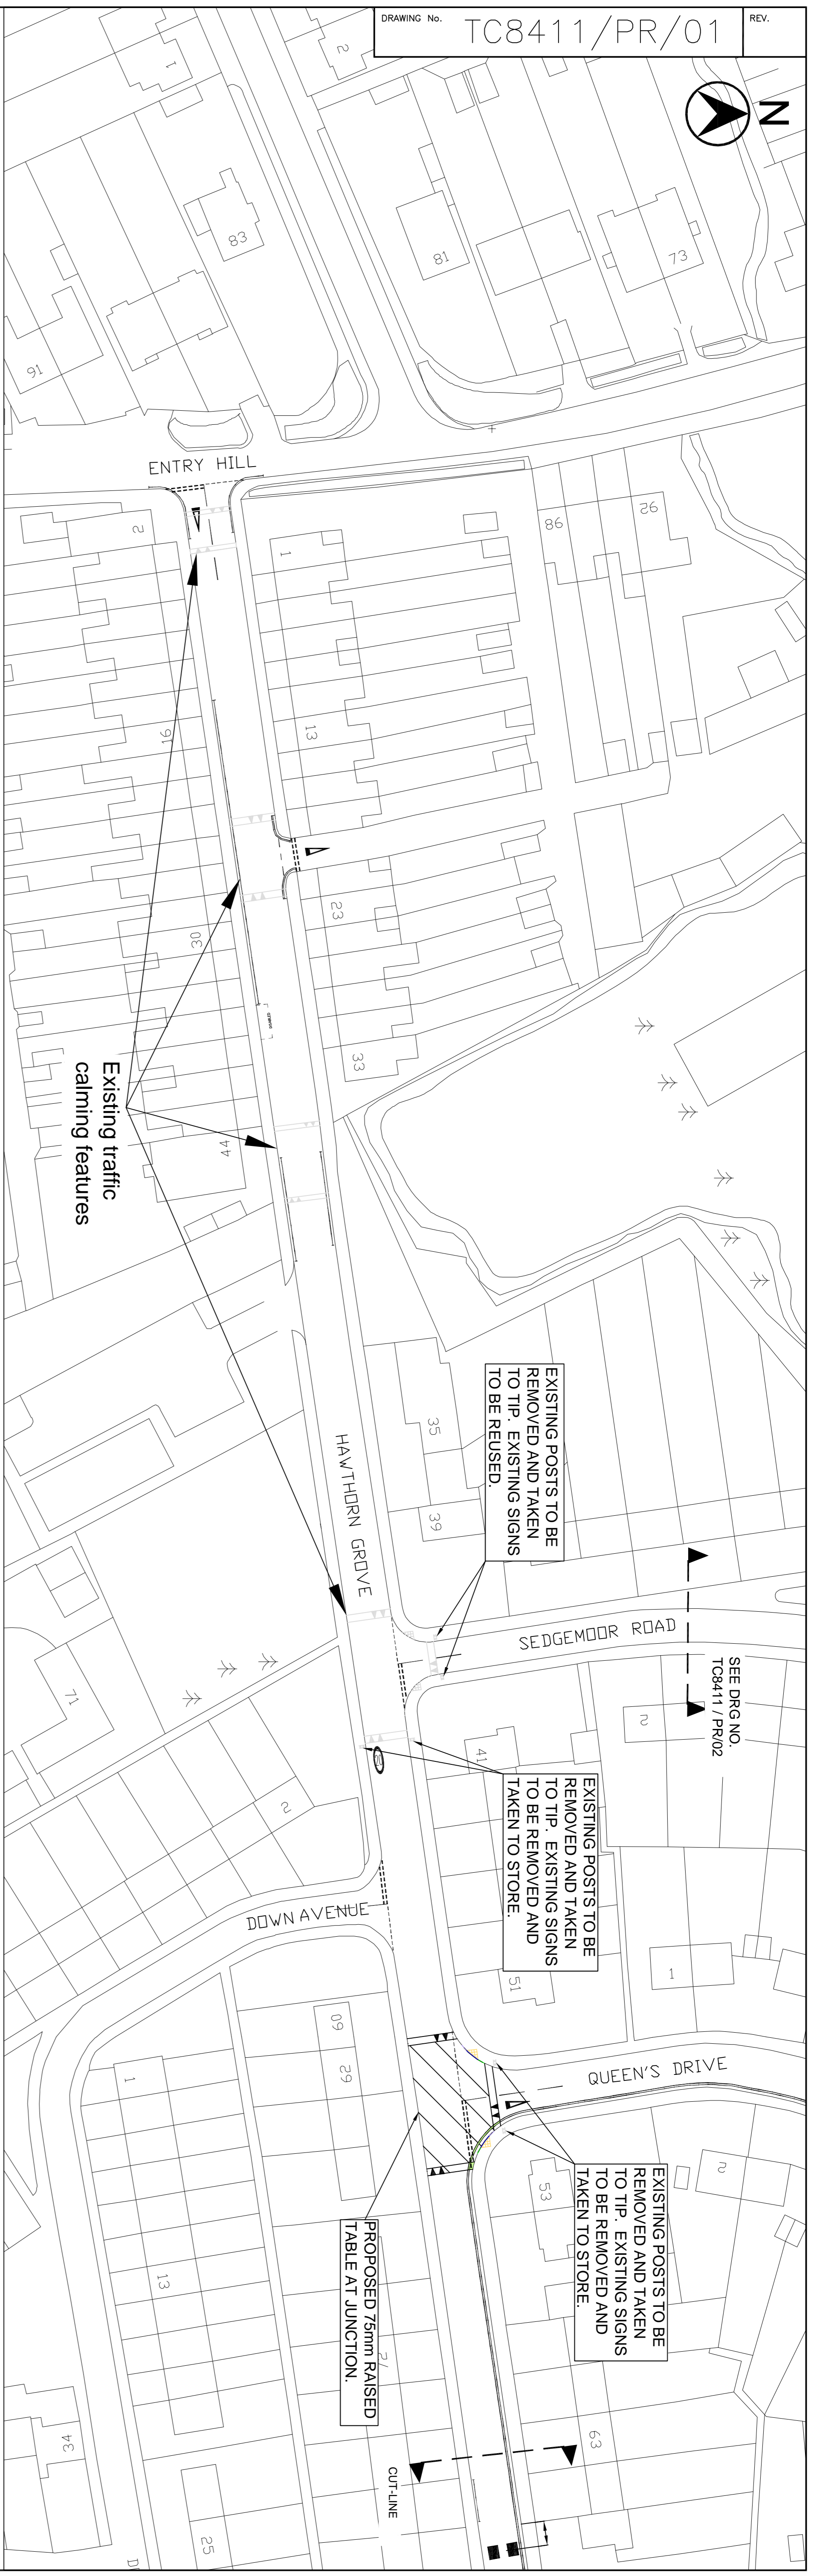 DRAWING No.
TC8411/PR/01
REV.
N
1
2
83
81
73
91
ENTRY HILL
2
1
86
92
16
13
30
23
33
44
Existing traffic
calming features
HAWTHORN GROVE
35
39
EXISTING POSTS TO BE
REMOVED AND TAKEN
TO TIP. EXISTING SIGNS
TO BE REUSED.
SEDGEMOOR ROAD
SEE DRG NO.
TC8411 / PR/02
71
2
2
41
EXISTING POSTS TO BE
REMOVED AND TAKEN
TO TIP. EXISTING SIGNS
TO BE REMOVED AND
TAKEN TO STORE.
DOWN AVENUE
51
1
60
62
1
13
QUEEN'S DRIVE
2
53
EXISTING POSTS TO BE
REMOVED AND TAKEN
TO TIP. EXISTING SIGNS
TO BE REMOVED AND
TAKEN TO STORE.
PROPOSED 75mm RAISED
TABLE AT JUNCTION.
63
CUT-LINE
34
25